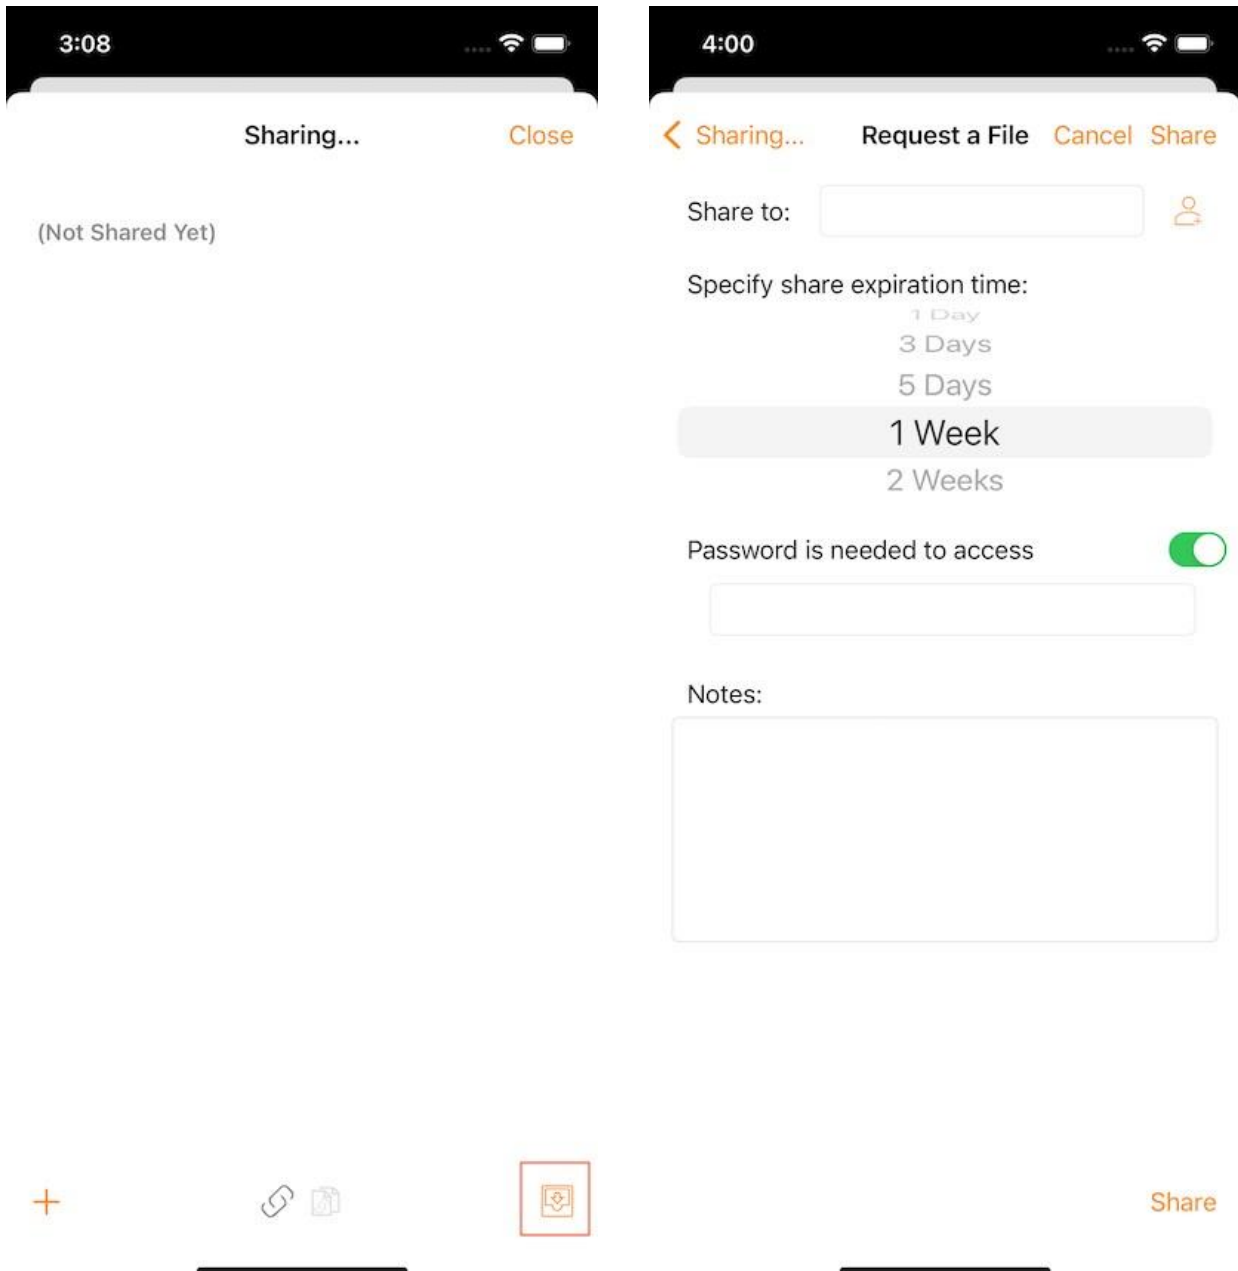 3:08
Sharing...
Close
(Not Shared Yet)
4:00
Sharing...
Request a File
Cancel
Share
Share to:
Specify share expiration time:
1 Day
3 Days
5 Days
1 Week
2 Weeks
Password is needed to access
Notes:
Share